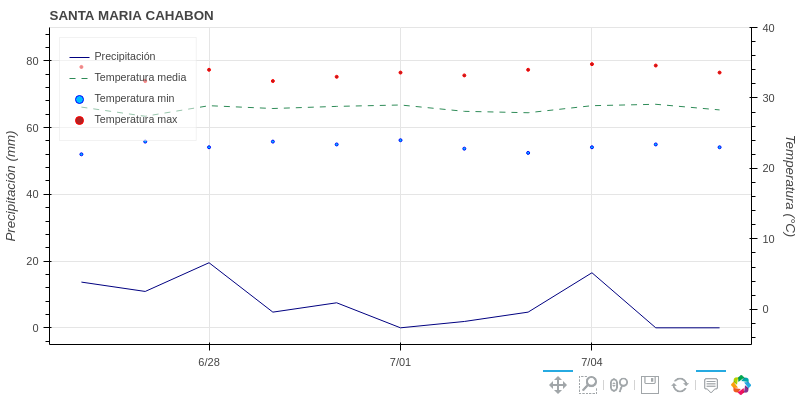 SANTA MARIA CAHABON
Precipitación
Temperatura media
Temperatura min
Temperatura max
Precipitación (mm)
80
60
40
20
0
40
30
20
10
0
Temperatura (°C)
6/28
7/01
7/04